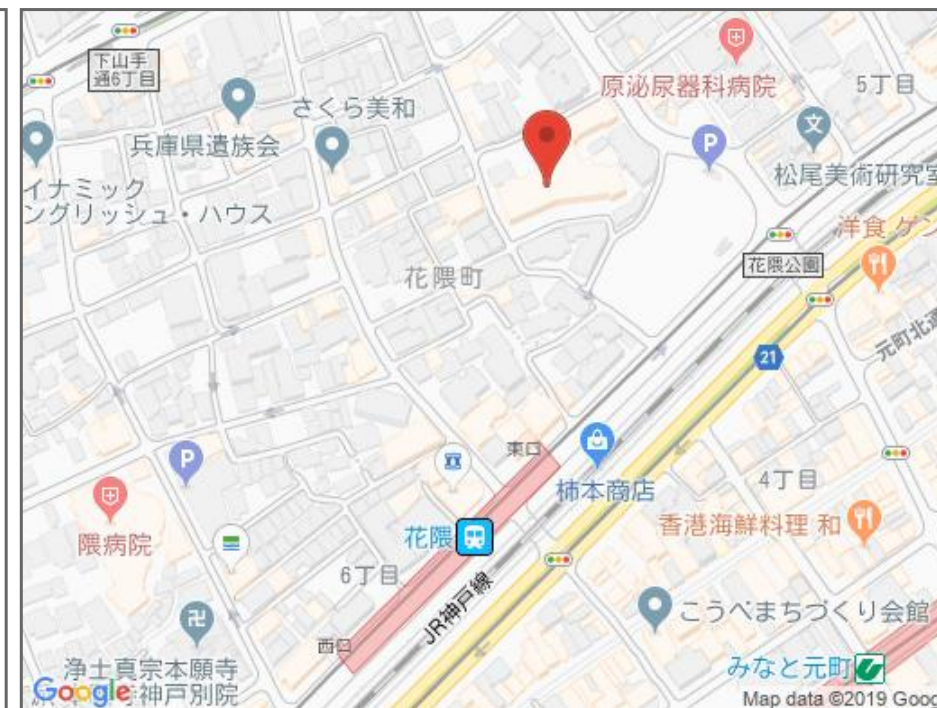 下山手
通6丁目
原泌尿器科病院
5丁目
さくら美和
兵庫県遺族会
P
文
松尾美術研究室
イナミック
ングリッシュ・ハウス
洋食 ゲン
花隈公園
花隈町
元町北通
21
東口
P
柿本商店
4丁目
香港海鮮料理 和
隈病院
花隈
6丁目
JR神戸線
こうべまちづくり会館
西口
浄土真宗本願寺
神戸別院
みなと元町
Google
Map data ©2019 Goog